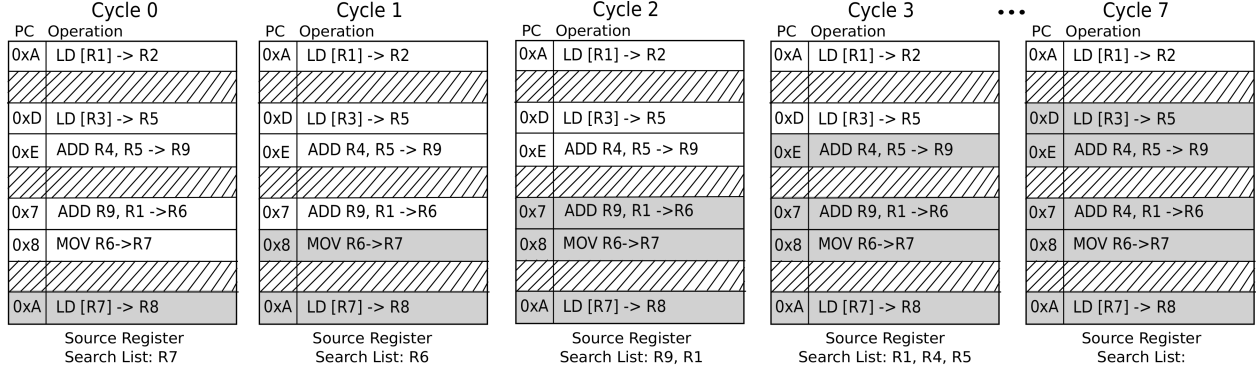 Cycle 0
PC Operation
0xA LD [R1] -> R2
0xD LD [R3] -> R5
0xE ADD R4, R5 -> R9
0x7 ADD R9, R1 ->R6
0x8 MOV R6->R7
0xA LD [R7] -> R8
Source Register
Search List: R7
Cycle 1
PC Operation
0xA LD [R1] -> R2
0xD LD [R3] -> R5
0xE ADD R4, R5 -> R9
0x7 ADD R9, R1 ->R6
0x8 MOV R6->R7
0xA LD [R7] -> R8
Source Register
Search List: R6
Cycle 2
PC Operation
0xA LD [R1] -> R2
0xD LD [R3] -> R5
0xE ADD R4, R5 -> R9
0x7 ADD R9, R1 ->R6
0x8 MOV R6->R7
0xA LD [R7] -> R8
Source Register
Search List: R9, R1
Cycle 3
PC Operation
0xA LD [R1] -> R2
0xD LD [R3] -> R5
0xE ADD R4, R5 -> R9
0x7 ADD R9, R1 ->R6
0x8 MOV R6->R7
0xA LD [R7] -> R8
Source Register
Search List: R1, R4, R5
•••
Cycle 7
PC Operation
0xA LD [R1] -> R2
0xD LD [R3] -> R5
0xE ADD R4, R5 -> R9
0x7 ADD R4, R1 ->R6
0x8 MOV R6->R7
0xA LD [R7] -> R8
Source Register
Search List: